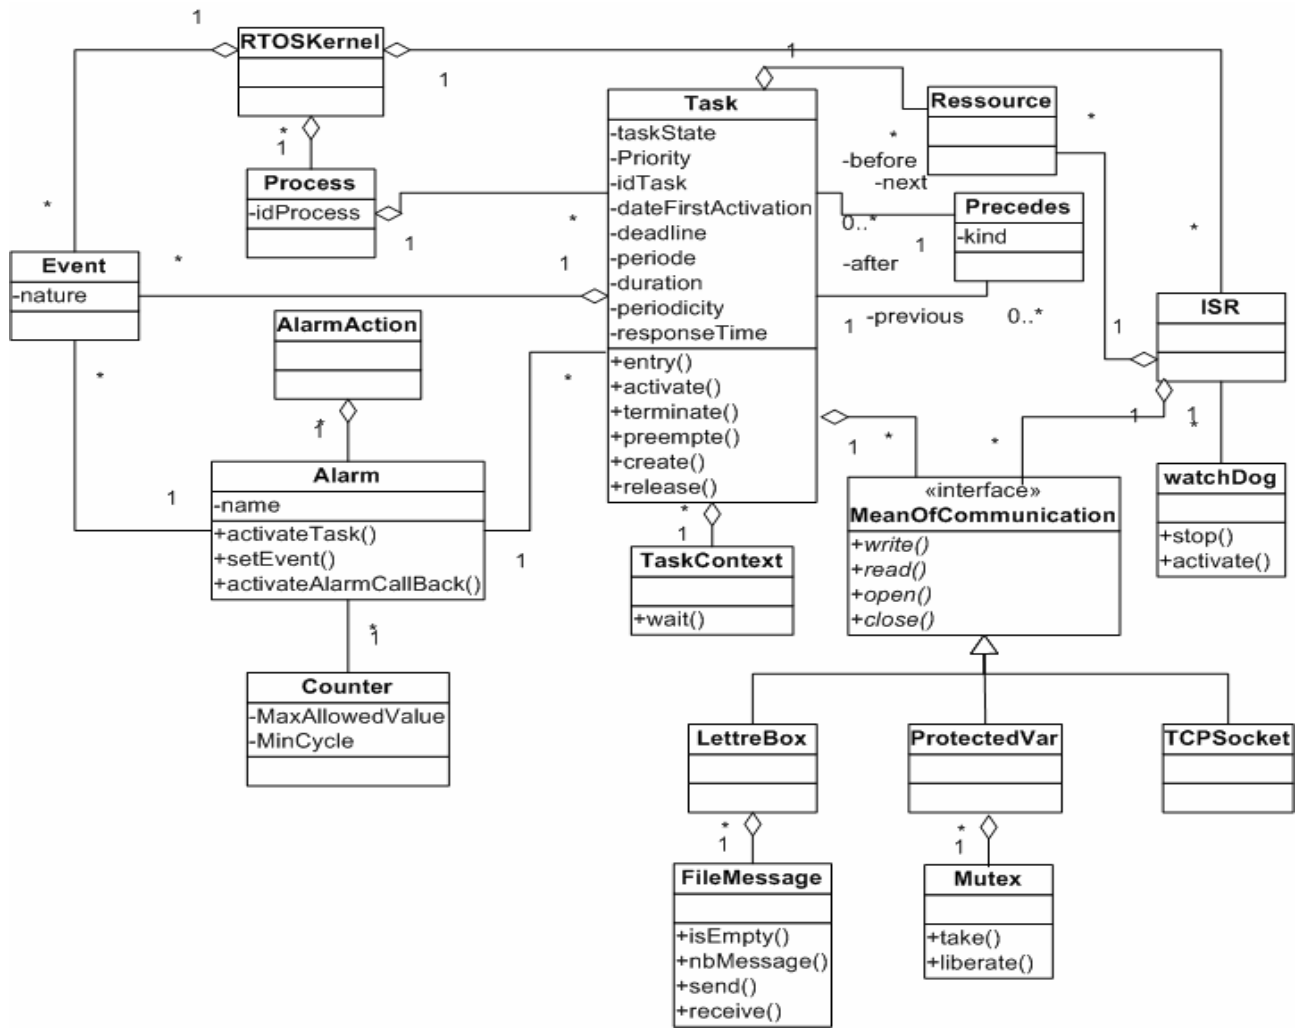 1
RTOSKernel
1
1
*
1
Process
-idProcess
*
1
*
Event
-nature
*
*
1
Task
-taskState
-Priority
-idTask
-dateFirstActivation
-deadline
-periode
-duration
-periodicity
-responseTime
+entry()
+activate()
+terminate()
+preempte()
+create()
+release()
Ressource
*
*
-before
-next
0..*
1
Precedes
-kind
-after
1
-previous
0..*
*
ISR
1
1
1
*
watchDog
+stop()
+activate()
AlarmAction
*
1
Alarm
-name
+activateTask()
+setEvent()
+activateAlarmCallBack()
1
1
*
*
1
Counter
-MaxAllowedValue
-MinCycle
*
1
TaskContext
+wait()
1
*
*
«interface»
MeanOfCommunication
+write()
+read()
+open()
+close()
LettreBox
ProtectedVar
TCPSocket
*
1
*
1
FileMessage
+isEmpty()
+nbMessage()
+send()
+receive()
Mutex
+take()
+liberate()